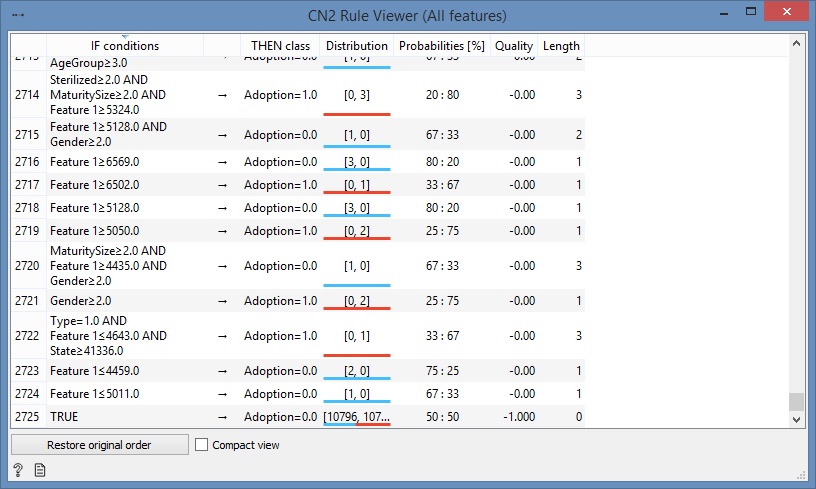 CN2 Rule Viewer (All features)
IF conditions THEN class Distribution Probabilities [%] Quality Length
AgeGroup≥3.0
2714 Sterilized≥2.0 AND
MaturitySize≥2.0 AND → Adoption=1.0 [0, 3] 20 : 80 -0.00 3
Feature 1≥5324.0
2715 Feature 1≥5128.0 AND → Adoption=0.0 [1, 0] 67 : 33 -0.00 2
Gender≥2.0
2716 Feature 1≥6569.0 → Adoption=0.0 [3, 0] 80 : 20 -0.00 1
2717 Feature 1≥6502.0 → Adoption=1.0 [0, 1] 33 : 67 -0.00 1
2718 Feature 1≥5128.0 → Adoption=0.0 [3, 0] 80 : 20 -0.00 1
2719 Feature 1≥5050.0 → Adoption=1.0 [0, 2] 25 : 75 -0.00 1
MaturitySize≥2.0 AND
2720 Feature 1≥4435.0 AND → Adoption=0.0 [1, 0] 67 : 33 -0.00 3
Gender≥2.0
2721 Gender≥2.0 → Adoption=1.0 [0, 2] 25 : 75 -0.00 1
Type=1.0 AND
2722 Feature 1≤4643.0 AND → Adoption=1.0 [0, 1] 33 : 67 -0.00 3
State≥41336.0
2723 Feature 1≤4459.0 → Adoption=0.0 [2, 0] 75 : 25 -0.00 1
2724 Feature 1≤5011.0 → Adoption=0.0 [1, 0] 67 : 33 -0.00 1
2725 TRUE → Adoption=0.0 [10796, 107... 50 : 50 -1.000 0
Restore original order Compact view